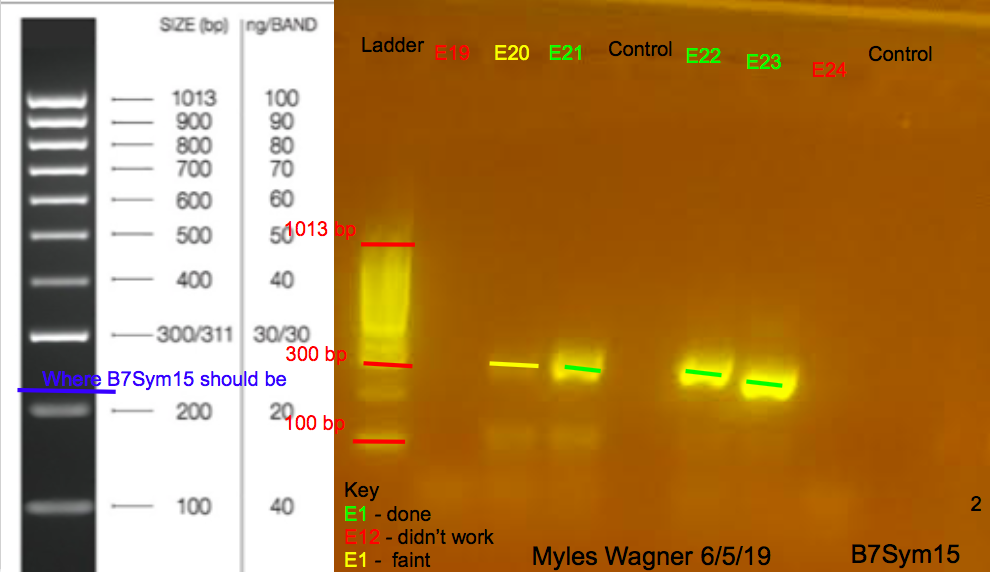 SIZE (bp) ng/BAND
1013 100
900 90
800 80
700 70
600 60
500 50
400 40
300/311 30/30
Where B7Sym15 should be
200 20
100 40
Ladder E19 E20 E21 Control E22 E23 E24 Control
1013 bp
300 bp
100 bp
Key
E1 - done
E12 - didn't work
E1 - faint
Myles Wagner 6/5/19
B7Sym15
2